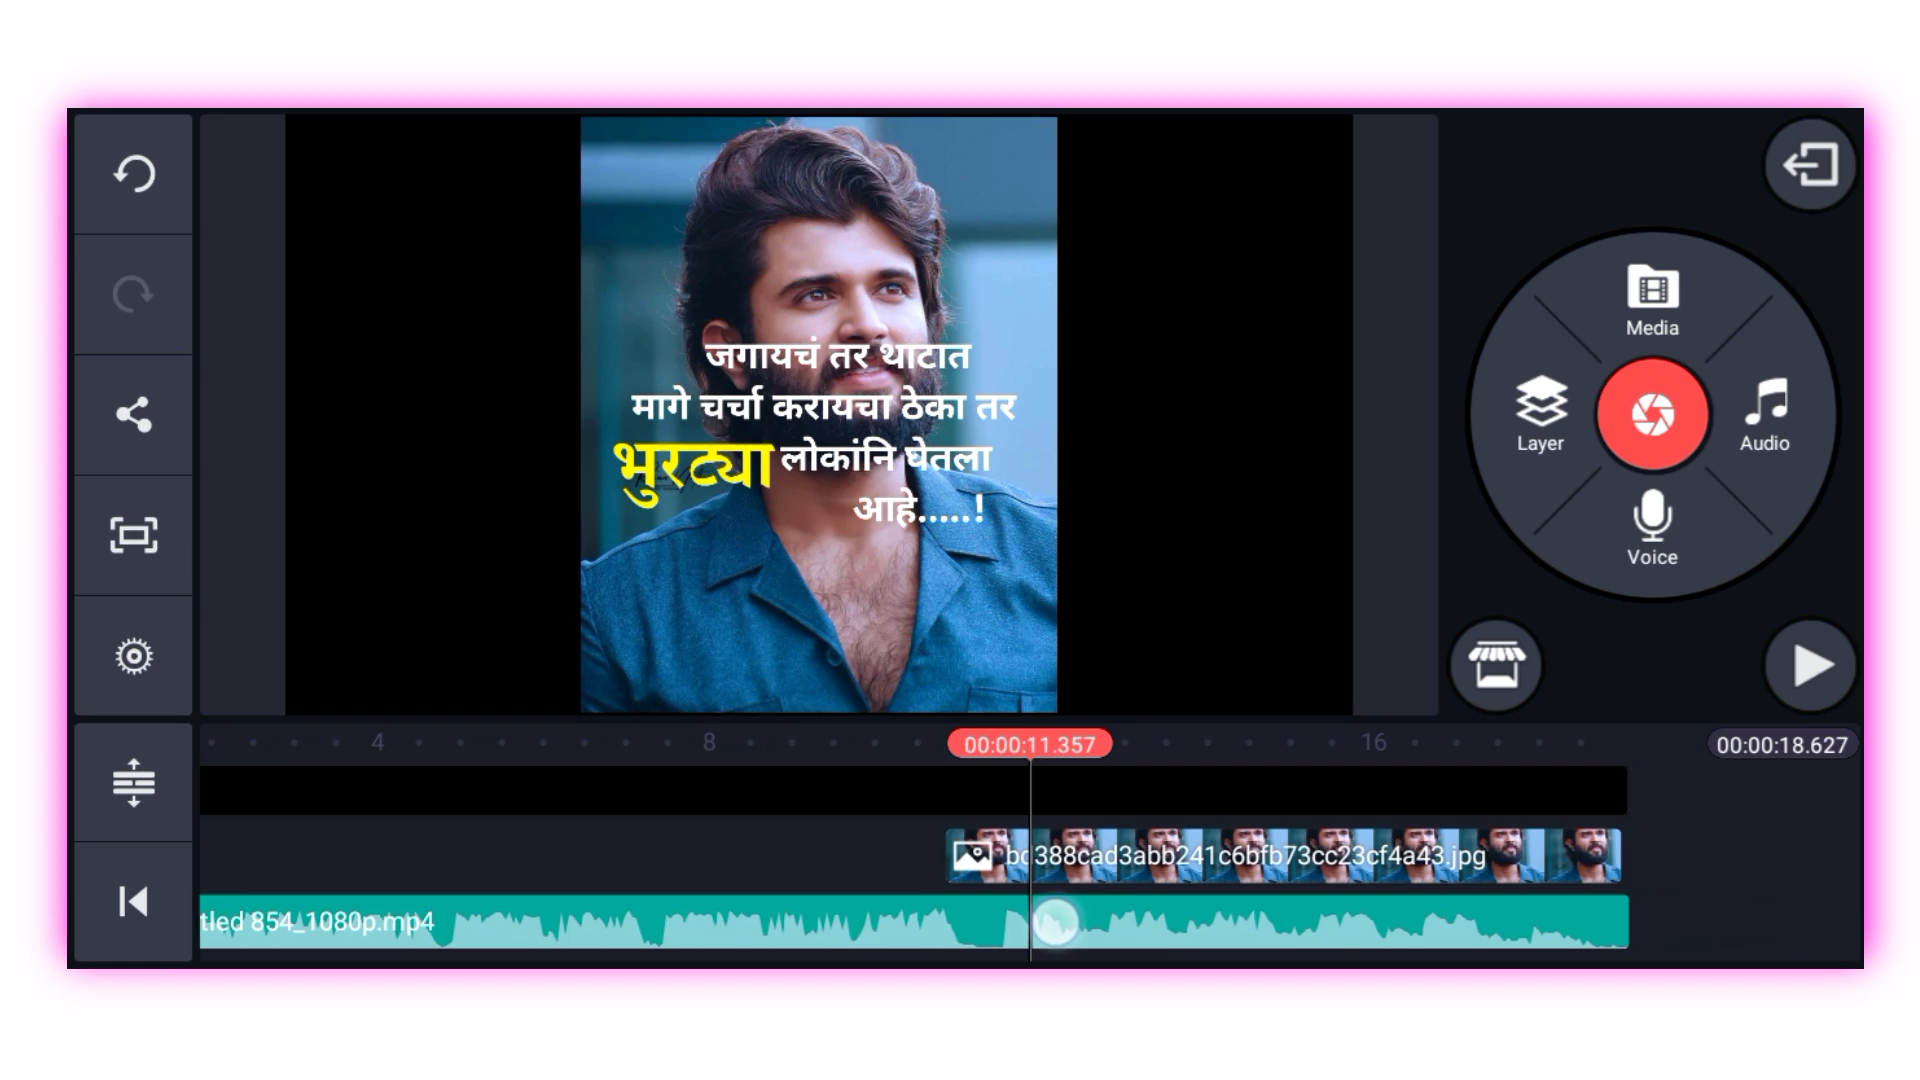 जगायचं तर थाटात
मागे चर्चा करायचा ठेका तर
भुरट्या लोकांनि घेतला
आहे.....!
Media
Layer
Audio
Voice
4
8
00:00:11.357
16
00:00:18.627
bd388cad3abb241c6bfb73cc23cf4a43.jpg
tled 854_1080p.mp4